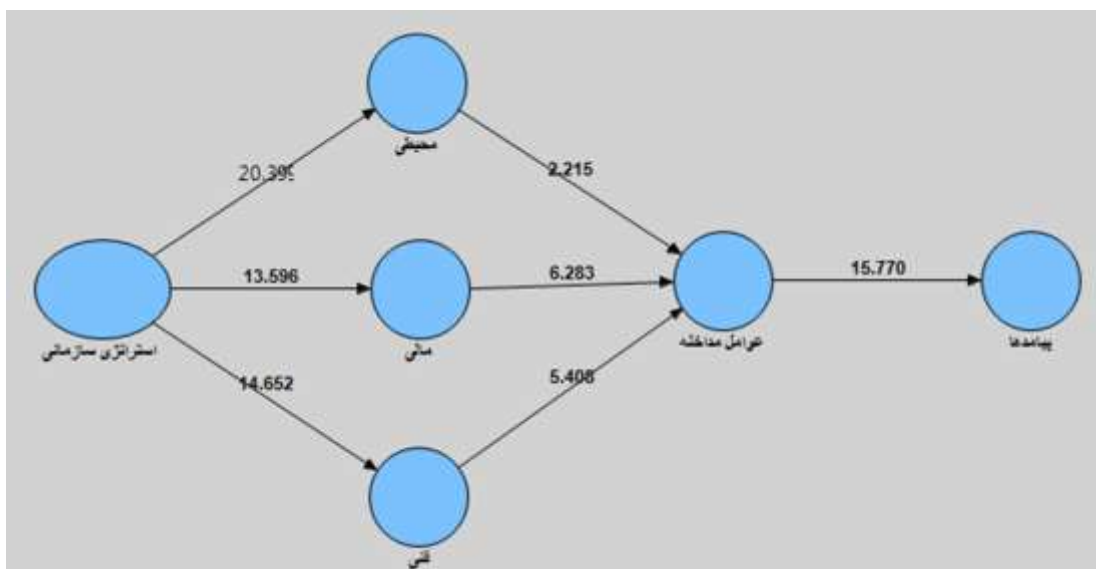 محیطی
20.399
2.215
13.596
6.283
15.770
استراتژی سازمانی
مالی
عوامل مداخله
پیامدها
14.652
5.408
فنی